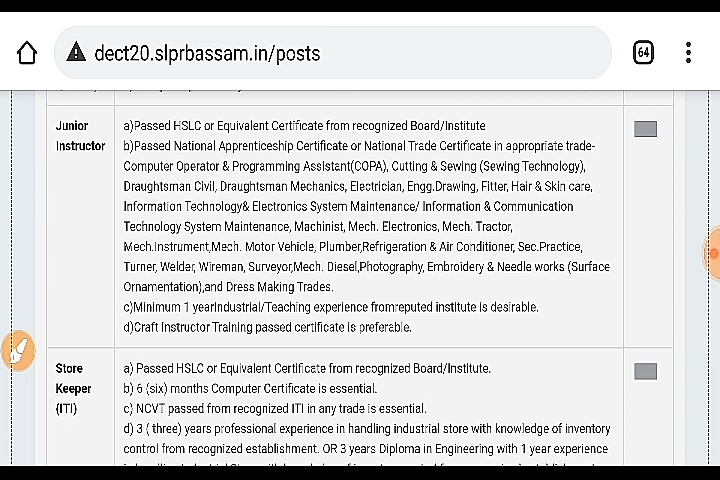 dect20.slprbassam.in/posts
64
Junior
Instructor
a)Passed HSLC or Equivalent Certificate from recognized Board/Institute
b)Passed National Apprenticeship Certificate or National Trade Certificate in appropriate trade-
Computer Operator & Programming Assistant(COPA), Cutting & Sewing (Sewing Technology),
Draughtsman Civil, Draughtsman Mechanics, Electrician, Engg.Drawing, Fitter, Hair & Skin care,
Information Technology& Electronics System Maintenance/ Information & Communication
Technology System Maintenance, Machinist, Mech. Electronics, Mech. Tractor,
Mech.Instrument,Mech. Motor Vehicle, Plumber,Refrigeration & Air Conditioner, Sec.Practice,
Turner, Welder, Wireman, Surveyor,Mech. Diesel,Photography, Embroidery & Needle works (Surface
Ornamentation),and Dress Making Trades.
c)Minimum 1 yearIndustrial/Teaching experience fromreputed institute is desirable.
d)Craft Instructor Training passed certificate is preferable.
Store
Keeper
(ITI)
a) Passed HSLC or Equivalent Certificate from recognized Board/Institute.
b) 6 (six) months Computer Certificate is essential.
c) NCVT passed from recognized ITI in any trade is essential.
d) 3 ( three) years professional experience in handling industrial store with knowledge of inventory
control from recognized establishment. OR 3 years Diploma in Engineering with 1 year experience